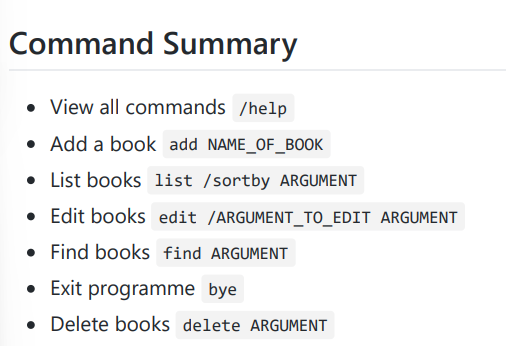 Command Summary
View all commands /help
Add a book add NAME_OF_BOOK
List books list /sortby ARGUMENT
Edit books edit /ARGUMENT_TO_EDIT ARGUMENT
Find books find ARGUMENT
Exit programme bye
Delete books delete ARGUMENT